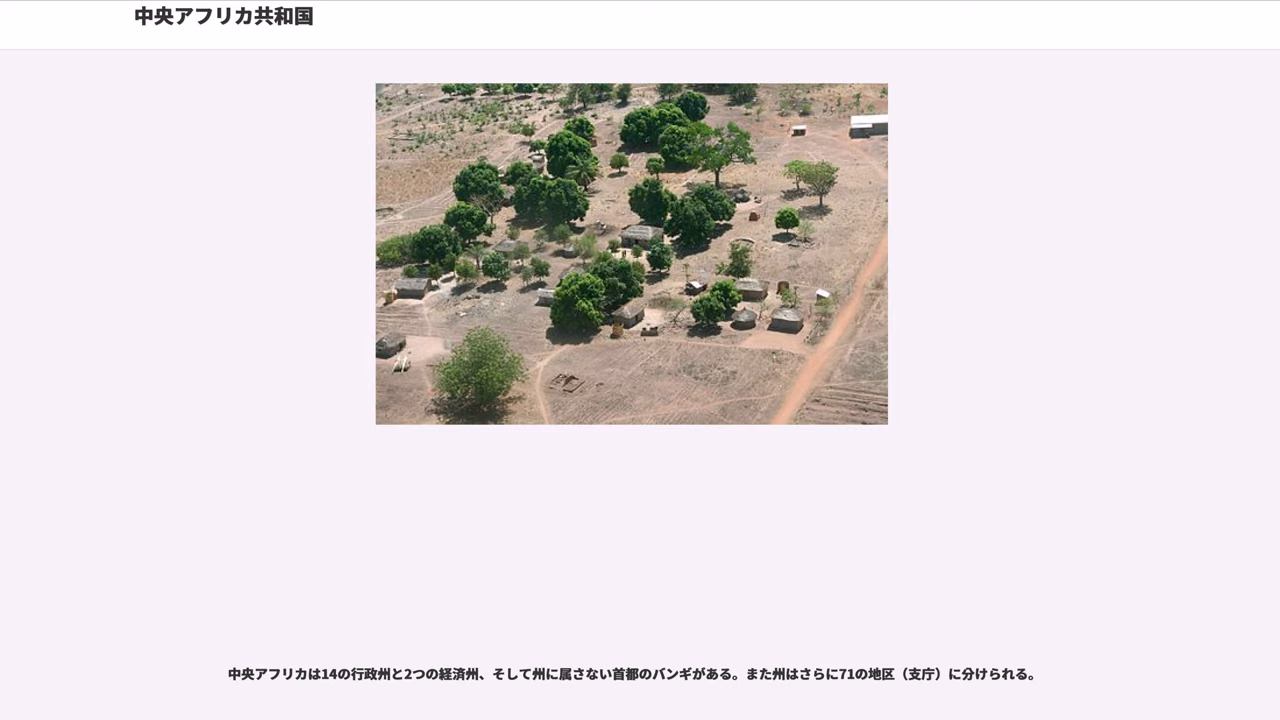 中央アフリカ共和国
中央アフリカは14の行政州と2つの経済州、そして州に属さない首都のバンギがある。また州はさらに71の地区（支庁）に分けられる。